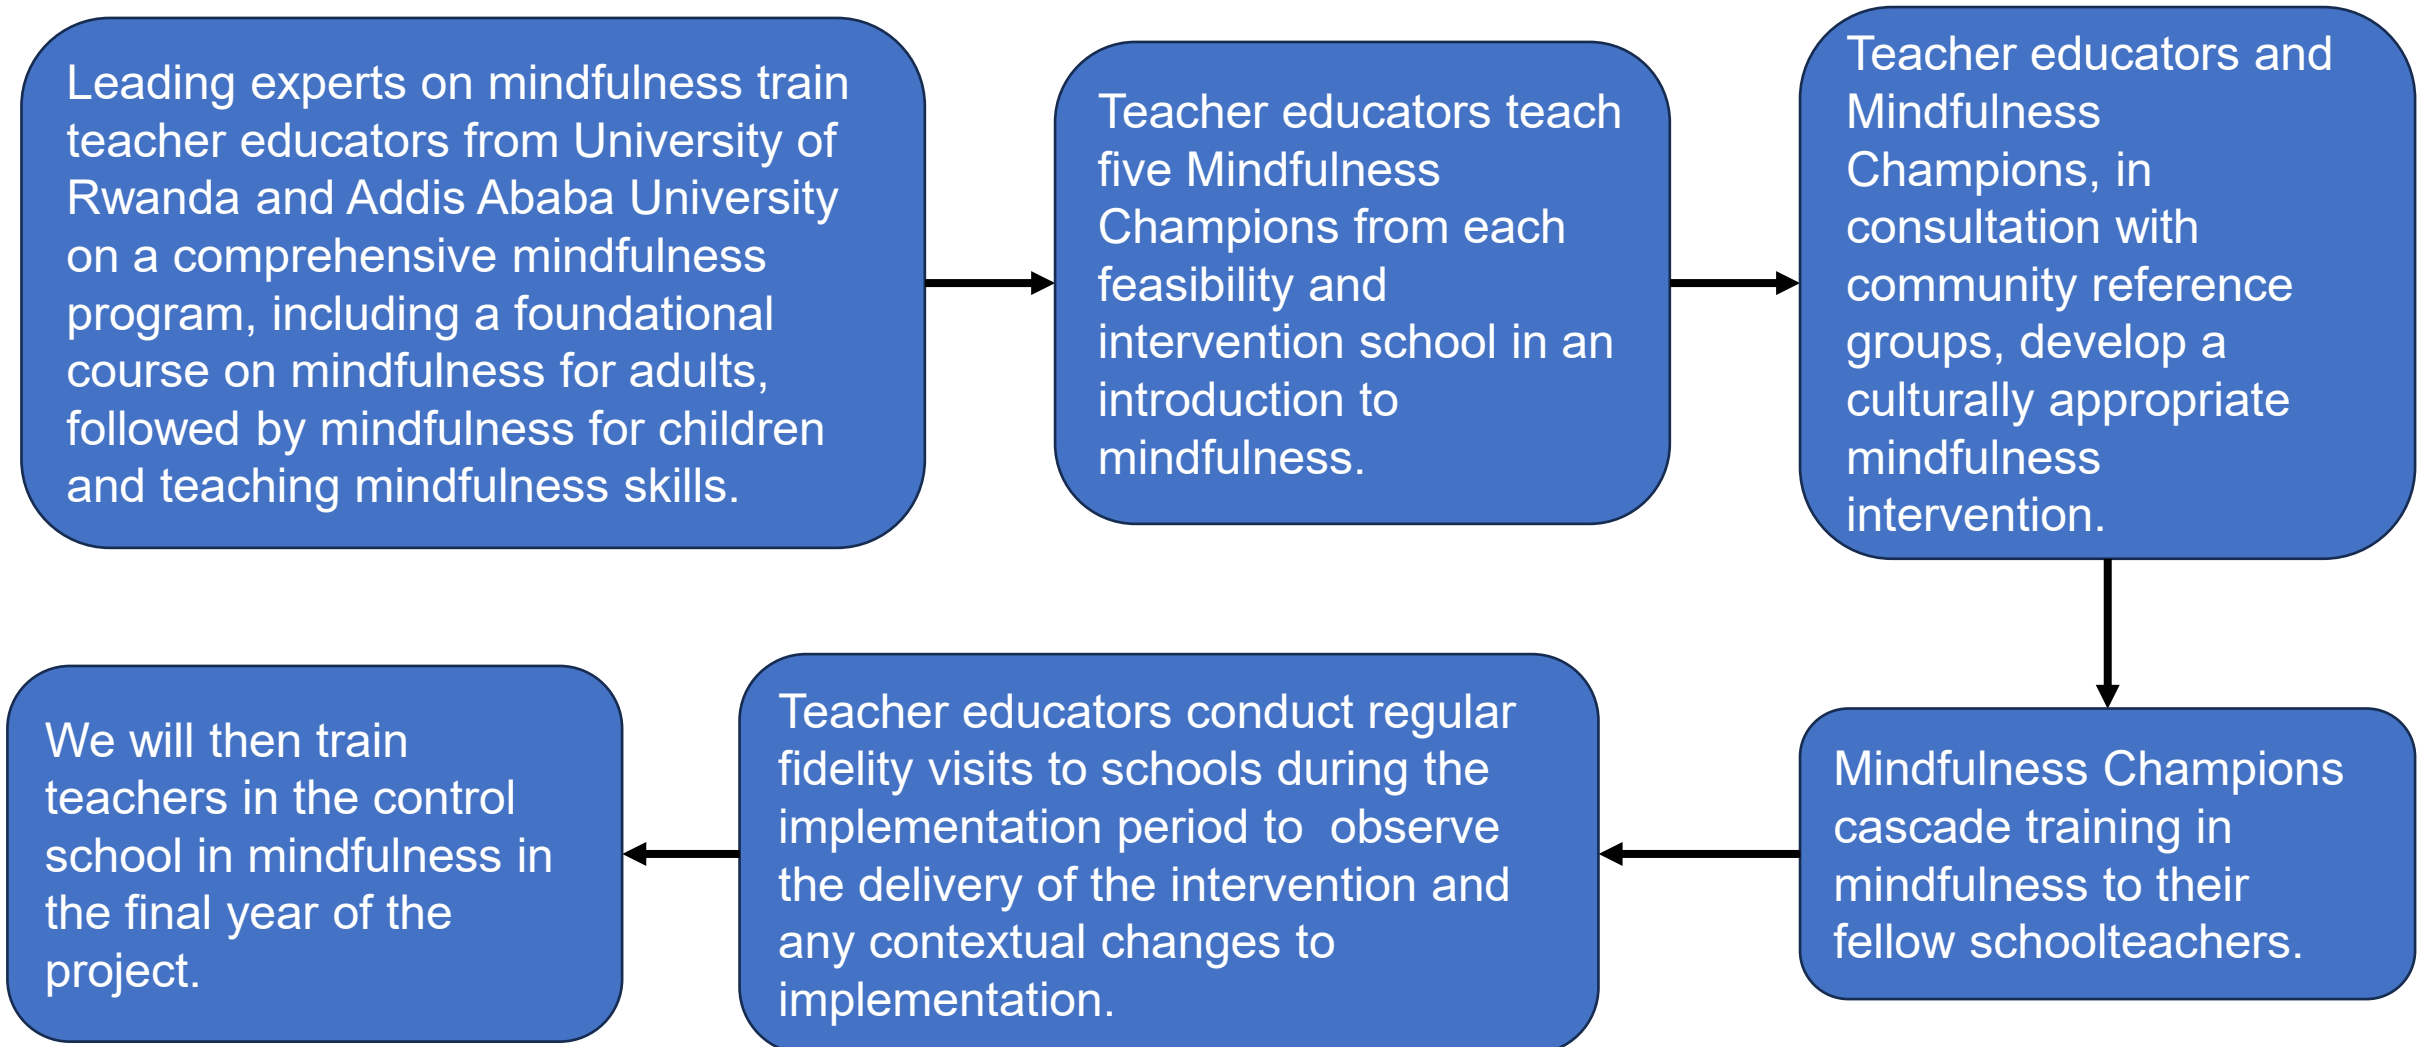 Leading experts on mindfulness train
teacher educators from University of
Rwanda and Addis Ababa University
on a comprehensive mindfulness
program, including a foundational
course on mindfulness for adults,
followed by mindfulness for children
and teaching mindfulness skills.
Teacher educators teach
five Mindfulness
Champions from each
feasibility and
intervention school in an
introduction to
mindfulness.
Teacher educators and
Mindfulness
Champions, in
consultation with
community reference
groups, develop a
culturally appropriate
mindfulness
intervention.
Mindfulness Champions
cascade training in
mindfulness to their
fellow schoolteachers.
Teacher educators conduct regular
fidelity visits to schools during the
implementation period to  observe
the delivery of the intervention and
any contextual changes to
implementation.
We will then train
teachers in the control
school in mindfulness in
the final year of the
project.